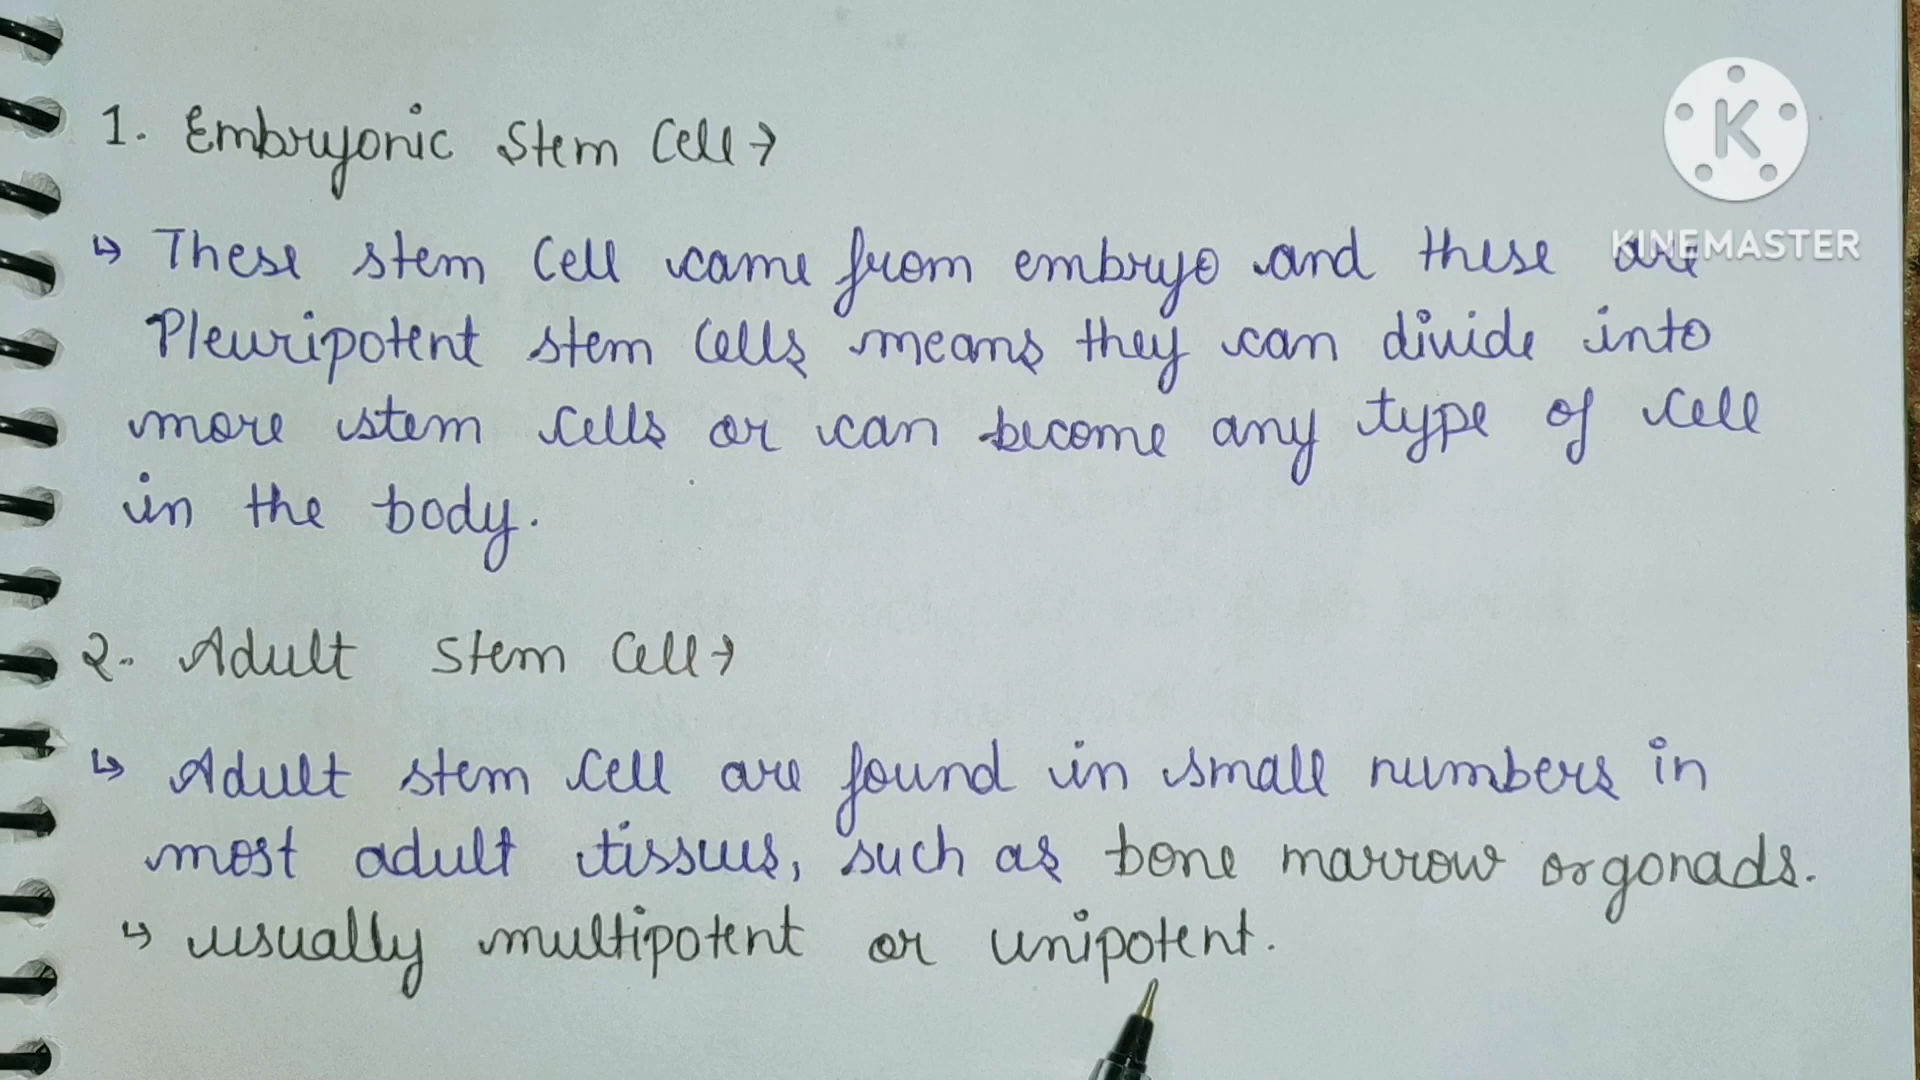 1. Embryonic Stem Cell →
K
KINEMASTER
↳ These stem cell came from embryo and these are
Pleuripotent stem cells means they can divide into
more stem cells or can become any type of cell
in the body.
2. Adult Stem Cell →
↳ Adult stem cell are found in small numbers in
most adult tissues, such as bone marrow or gonads.
↳ usually multipotent or unipotent.